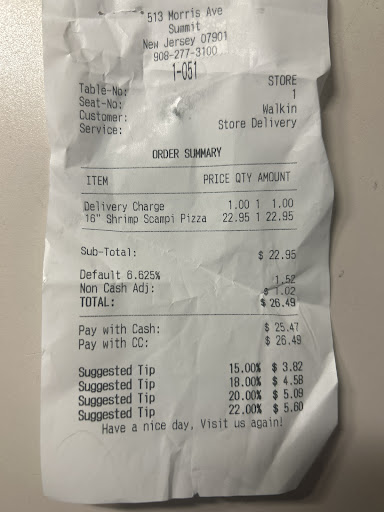 513 Morris Ave
Summit
New Jersey 07901
908-277-3100
1-051
Table-No: STORE
Seat-No: 1
Customer: Walkin
Service: Store Delivery
ORDER SUMMARY
ITEM PRICE QTY AMOUNT
Delivery Charge 1.00 1 1.00
16" Shrimp Scampi Pizza 22.95 1 22.95
Sub-Total: $ 22.95
Default 6.625% 1.52
Non Cash Adj: $ 1.02
TOTAL: $ 26.49
Pay with Cash: $ 25.47
Pay with CC: $ 26.49
Suggested Tip 15.00% $ 3.82
Suggested Tip 18.00% $ 4.58
Suggested Tip 20.00% $ 5.09
Suggested Tip 22.00% $ 5.60
Have a nice day, Visit us again!